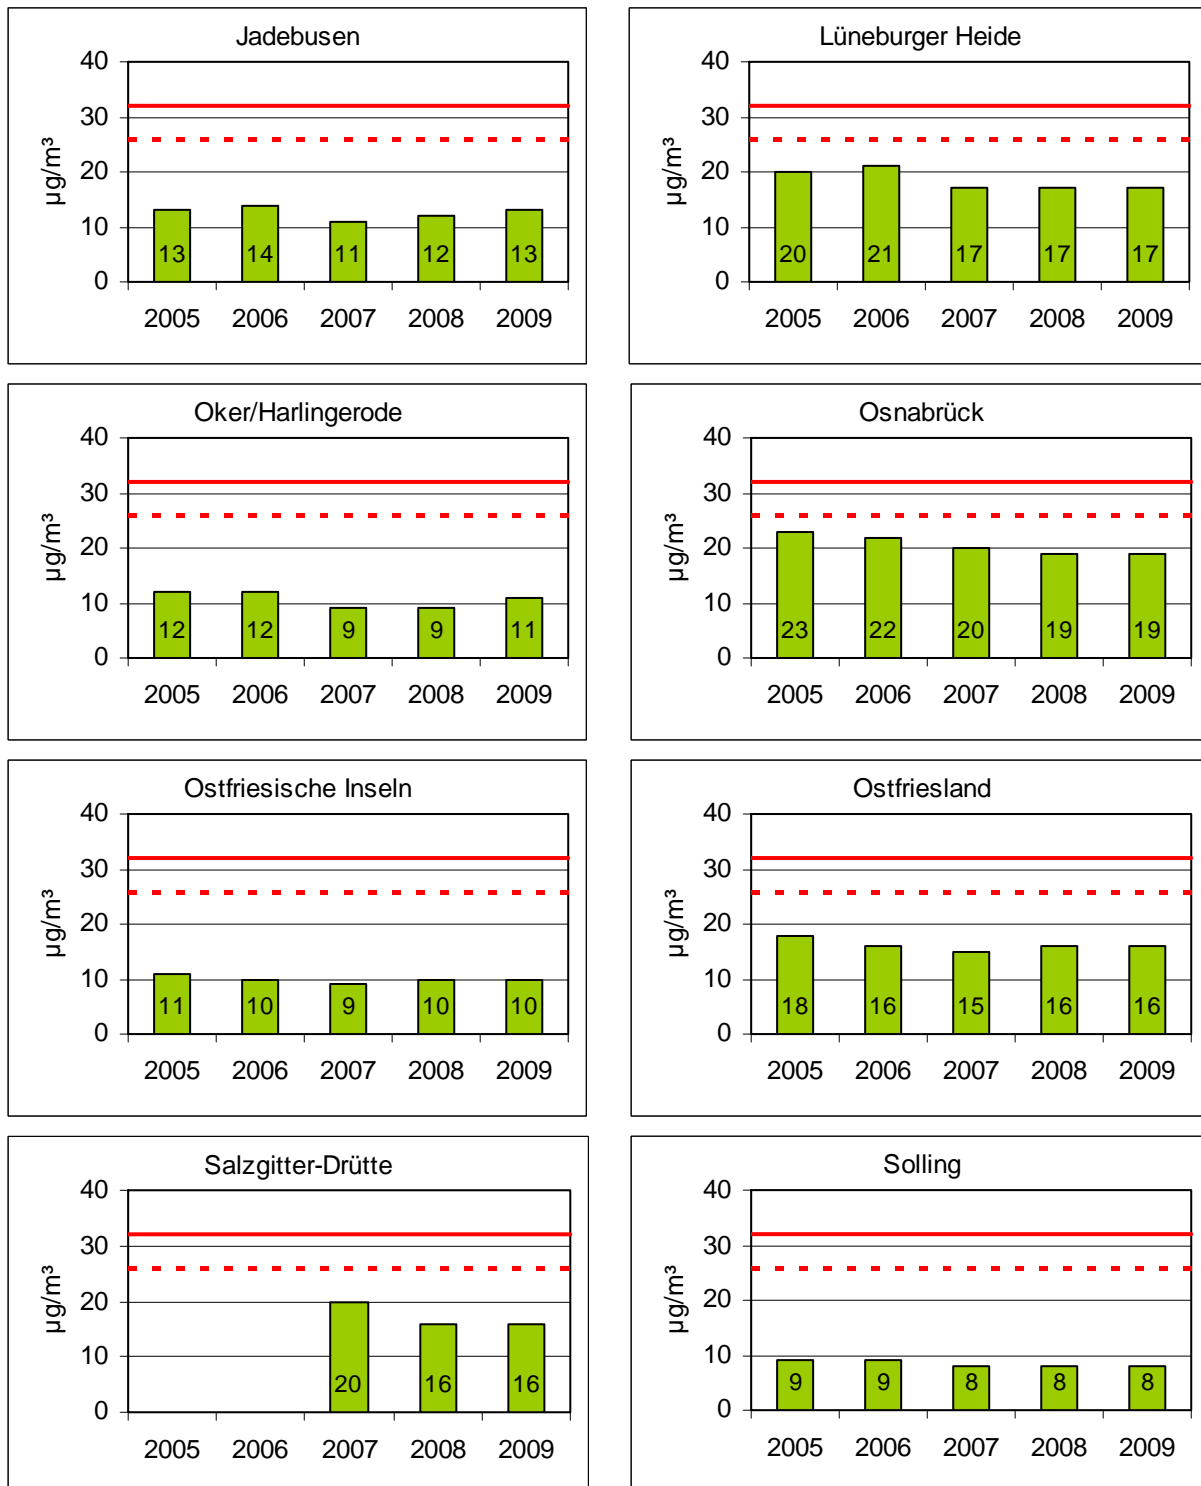 Jadebusen
40
30
20
10
0
µg/m³
13 14 11 12 13
2005 2006 2007 2008 2009
Lüneburger Heide
40
30
20
10
0
µg/m³
20 21 17 17 17
2005 2006 2007 2008 2009
Oker/Harlingerode
40
30
20
10
0
µg/m³
12 12 9 9 11
2005 2006 2007 2008 2009
Osnabrück
40
30
20
10
0
µg/m³
23 22 20 19 19
2005 2006 2007 2008 2009
Ostfriesische Inseln
40
30
20
10
0
µg/m³
11 10 9 10 10
2005 2006 2007 2008 2009
Ostfriesland
40
30
20
10
0
µg/m³
18 16 15 16 16
2005 2006 2007 2008 2009
Salzgitter-Drütte
40
30
20
10
0
µg/m³
20 16 16
2005 2006 2007 2008 2009
Solling
40
30
20
10
0
µg/m³
9 9 8 8 8
2005 2006 2007 2008 2009